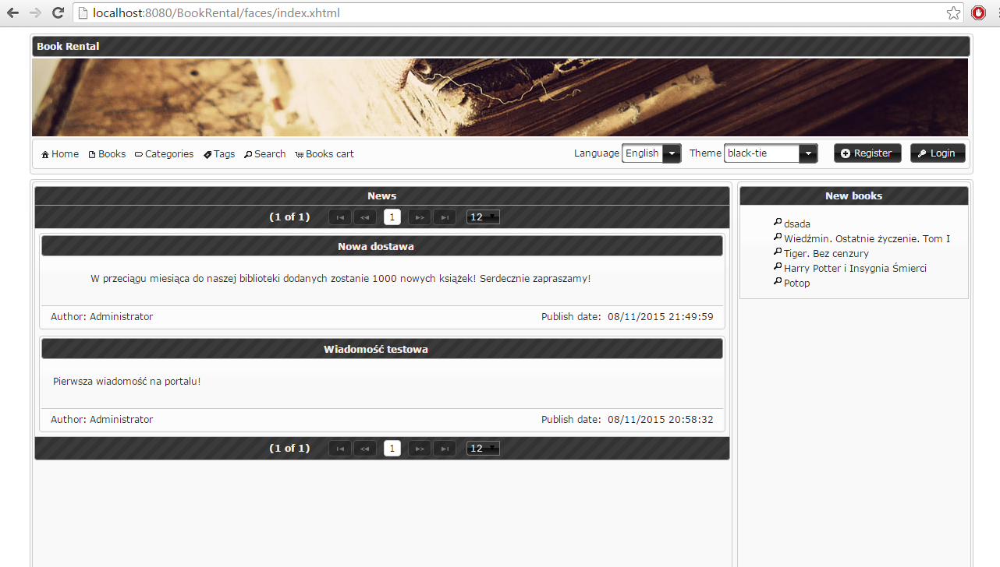 localhost:8080/BookRental/faces/index.xhtml
Book Rental
Home Books Categories Tags Search Books cart Language English Theme black-tie Register Login
News
(1 of 1) 1 12
Nowa dostawa
W przeciągu miesiąca do naszej biblioteki dodanych zostanie 1000 nowych książek! Serdecznie zapraszamy!
Author: Administrator Publish date: 08/11/2015 21:49:59
Wiadomość testowa
Pierwsza wiadomość na portalu!
Author: Administrator Publish date: 08/11/2015 20:58:32
(1 of 1) 1 12
New books
dsada
Wiedźmin. Ostatnie życzenie. Tom I
Tiger. Bez cenzury
Harry Potter i Insygnia Śmierci
Potop